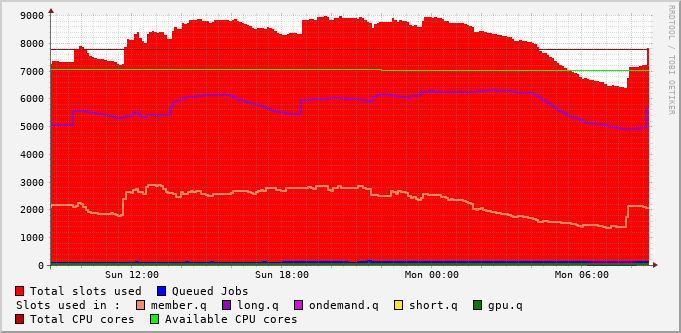 9000
8000
7000
6000
5000
4000
3000
2000
1000
0
Sun 12:00 Sun 18:00 Mon 00:00 Mon 06:00
RRDTOOL / TOBI OETIKER
Total slots used Queued Jobs
Slots used in : member.q long.q ondemand.q short.q gpu.q
Total CPU cores Available CPU cores